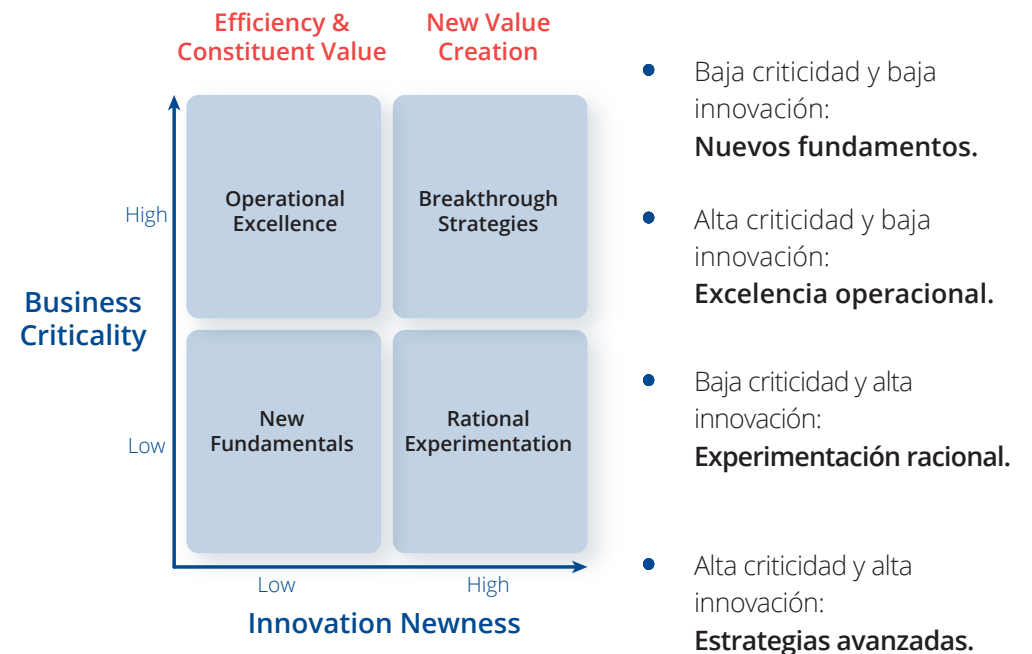 Efficiency &
Constituent Value
New Value
Creation
High
Business
Criticality
Low
Operational
Excellence
Breakthrough
Strategies
New
Fundamentals
Rational
Experimentation
Low
High
Innovation Newness
Baja criticidad y baja
innovación:
Nuevos fundamentos.
Alta criticidad y baja
innovación:
Excelencia operacional.
Baja criticidad y alta
innovación:
Experimentación racional.
Alta criticidad y alta
innovación:
Estrategias avanzadas.